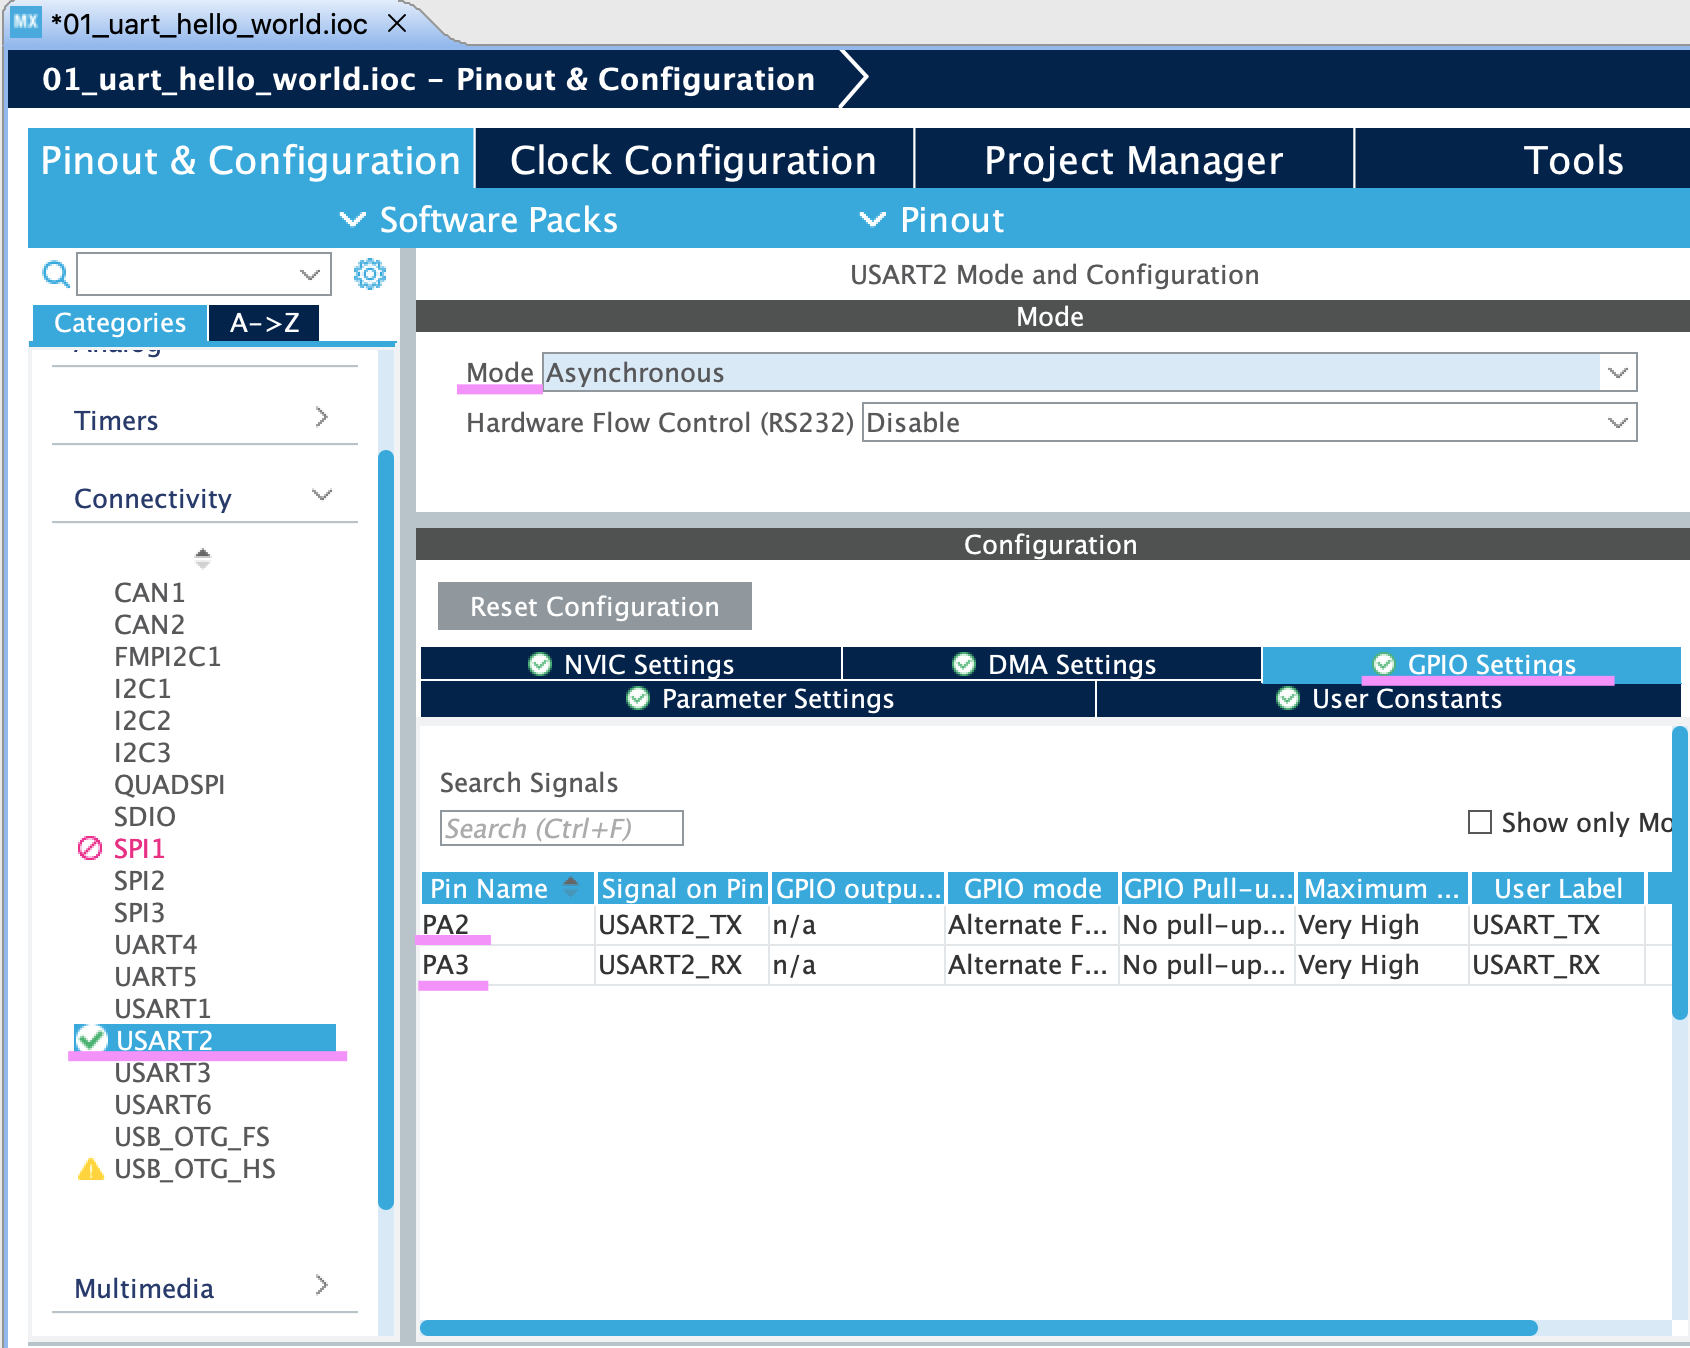 MX *01_uart_hello_world.ioc
01_uart_hello_world.ioc – Pinout & Configuration
Pinout & Configuration Clock Configuration Project Manager Tools
Software Packs Pinout
Categories A->Z
Analog
Timers
Connectivity
CAN1
CAN2
FMPI2C1
I2C1
I2C2
I2C3
QUADSPI
SDIO
SPI1
SPI2
SPI3
UART4
UART5
USART1
USART2
USART3
USART6
USB_OTG_FS
USB_OTG_HS
Multimedia
USART2 Mode and Configuration
Mode
Mode Asynchronous
Hardware Flow Control (RS232) Disable
Configuration
Reset Configuration
NVIC Settings DMA Settings GPIO Settings
Parameter Settings User Constants
Search Signals
Search (Ctrl+F)
Show only Mo
Pin Name Signal on Pin GPIO outpu... GPIO mode GPIO Pull-u... Maximum ... User Label
PA2 USART2_TX n/a Alternate F... No pull-up... Very High USART_TX
PA3 USART2_RX n/a Alternate F... No pull-up... Very High USART_RX